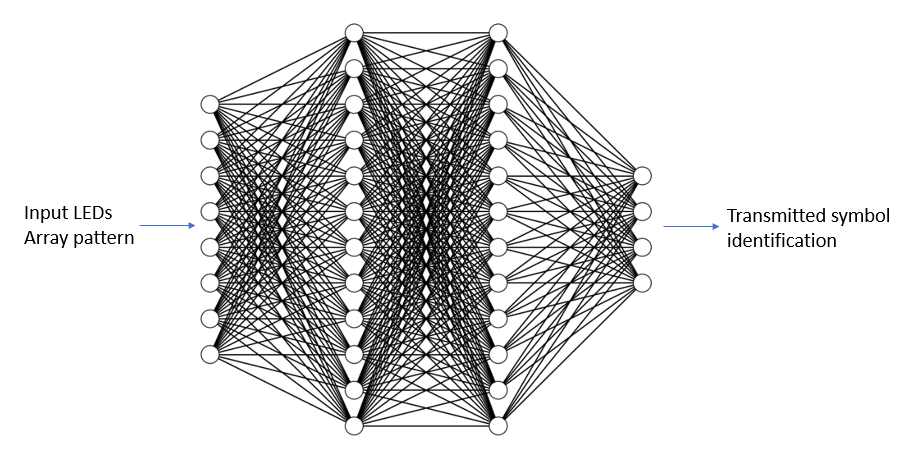 Input LEDs
Array pattern
Transmitted symbol
identification